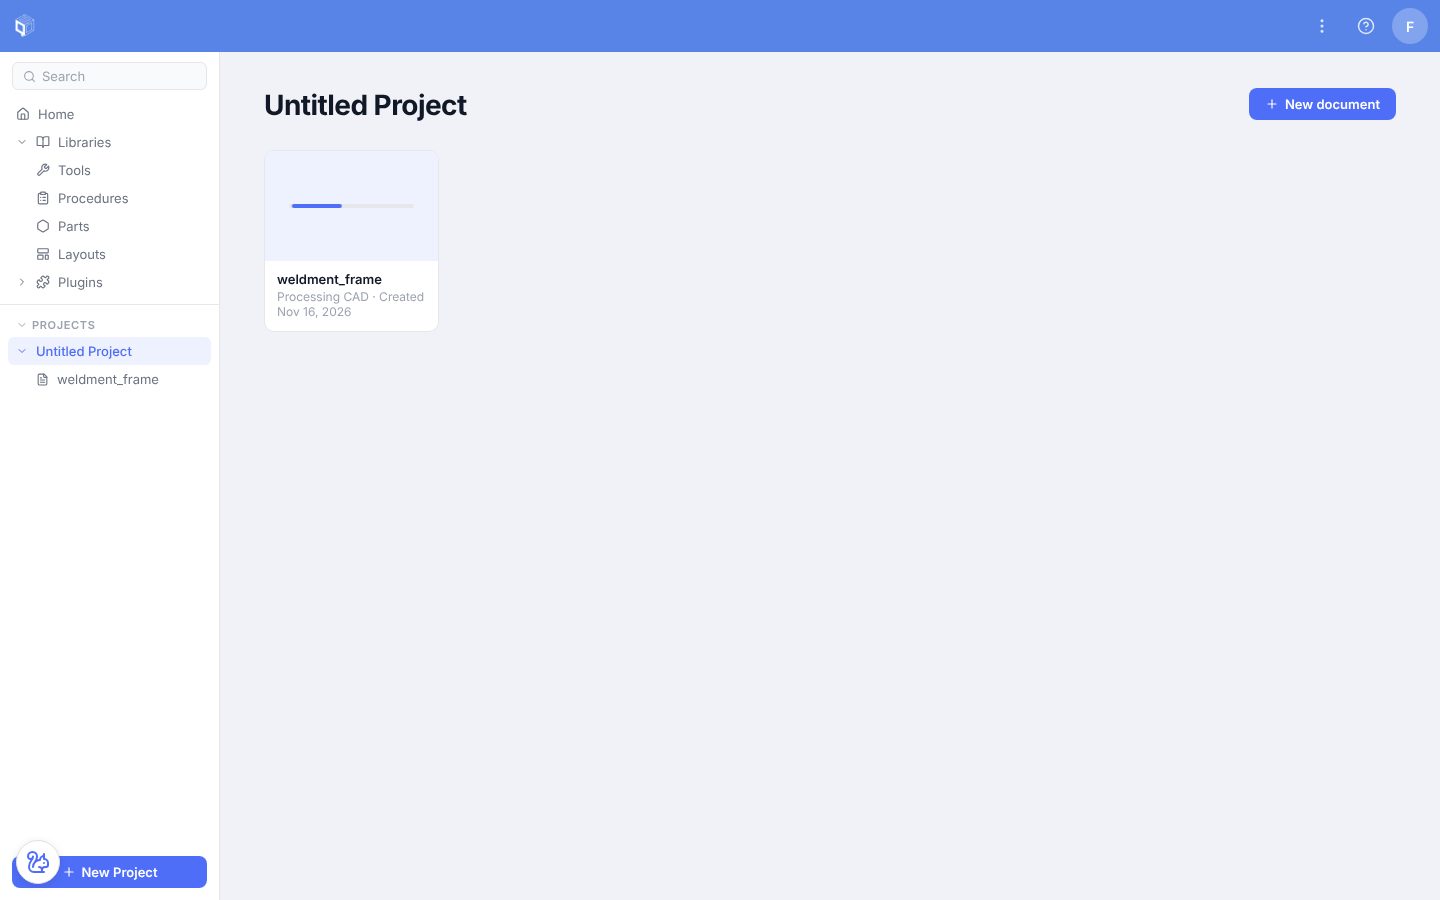 F
Search
Home
Libraries
Tools
Procedures
Parts
Layouts
Plugins
PROJECTS
Untitled Project
weldment_frame
New Project
Untitled Project
New document
weldment_frame
Processing CAD · Created
Nov 16, 2026